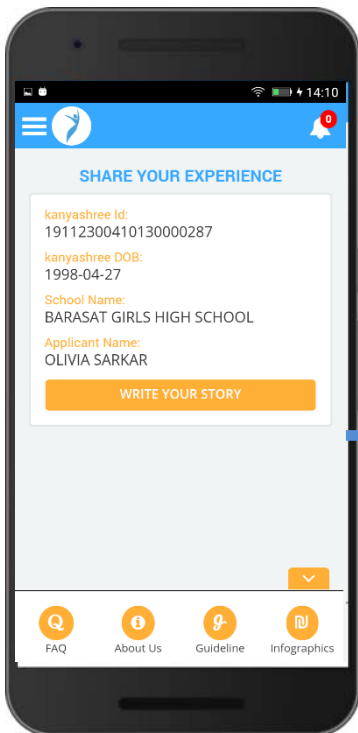 14:10
0
SHARE YOUR EXPERIENCE
kanyashree Id:
19112300410130000287
kanyashree DOB:
1998-04-27
School Name:
BARASAT GIRLS HIGH SCHOOL
Applicant Name:
OLIVIA SARKAR
WRITE YOUR STORY
Q
FAQ
About Us
Guideline
Infographics